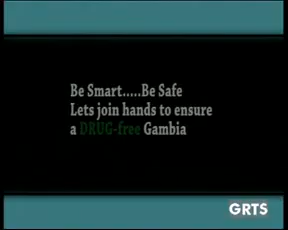 Be Smart.....Be Safe
Lets join hands to ensure
a DRUG-free Gambia
GRTS